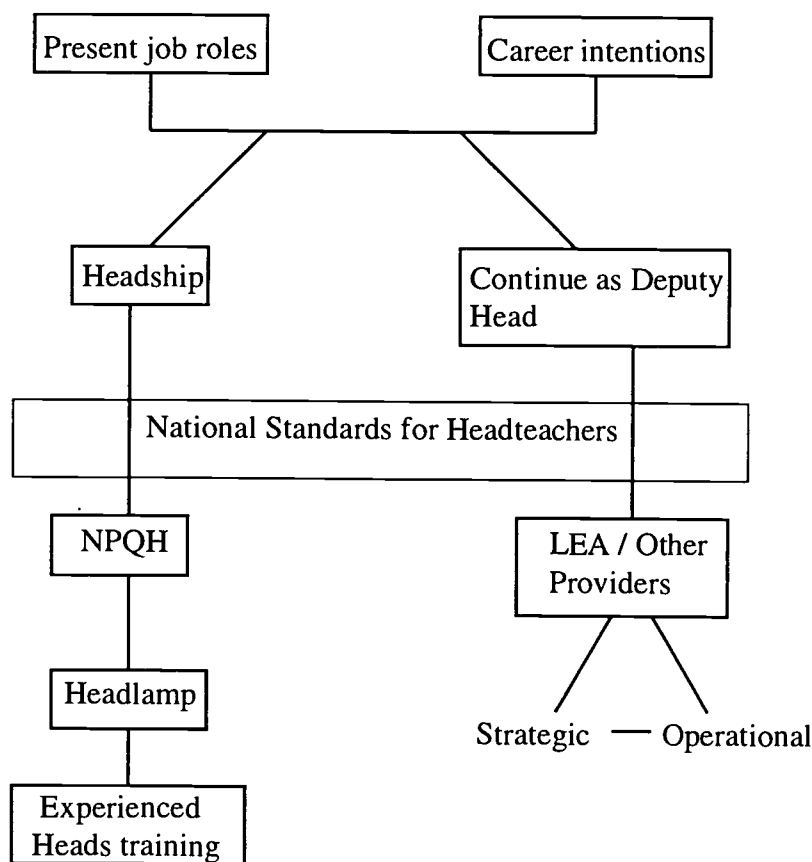 Present job roles
Career intentions
Headship
Continue as Deputy
Head
National Standards for Headteachers
NPQH
LEA / Other
Providers
Headlamp
Strategic — Operational
Experienced
Heads training